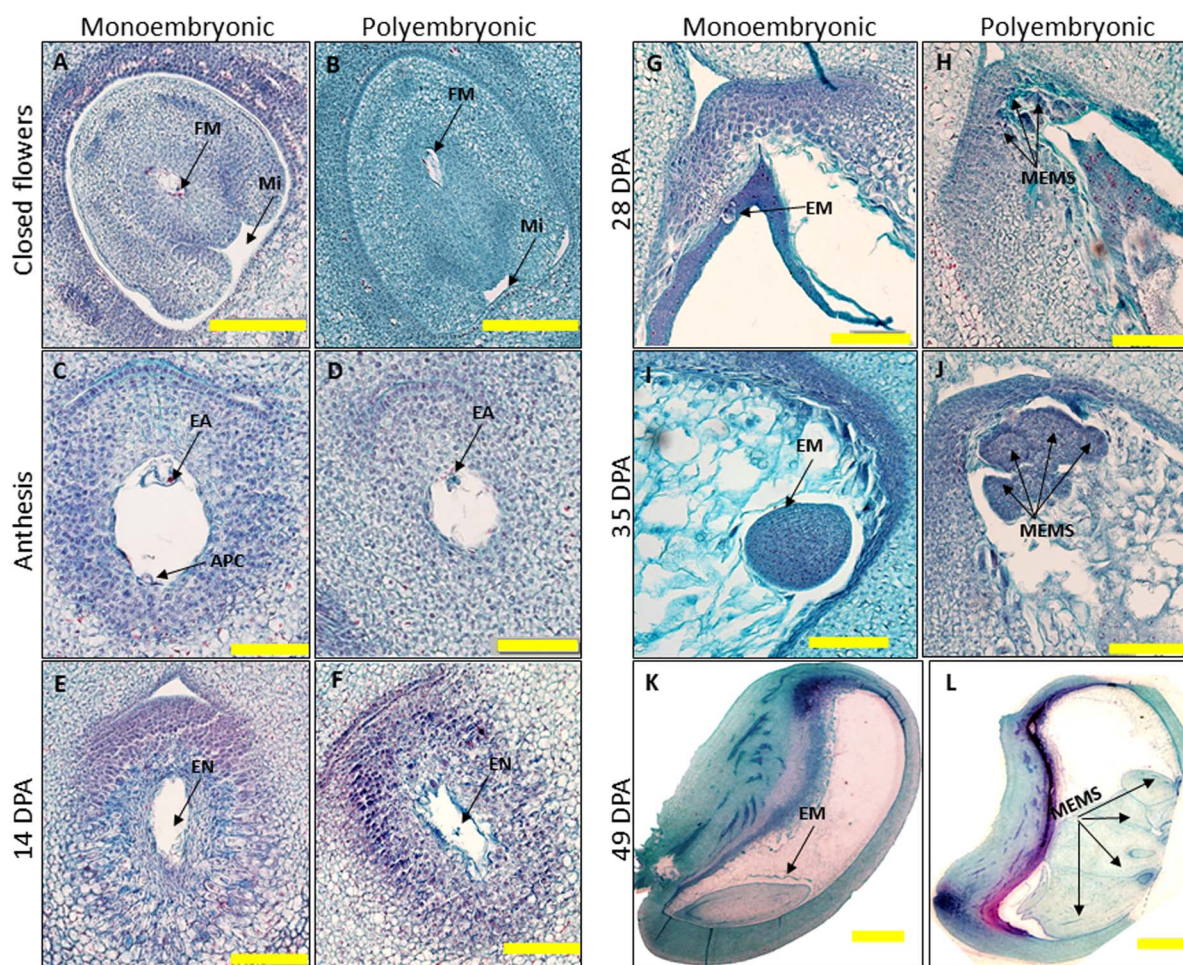 Monoembryonic Polyembryonic
Closed flowers
A
FM
Mi
B
FM
Mi
Anthesis
C
EA
APC
D
EA
14 DPA
E
EN
F
EN
Monoembryonic Polyembryonic
28 DPA
G
EM
H
MEMS
35 DPA
I
EM
J
MEMS
49 DPA
K
EM
L
MEMS